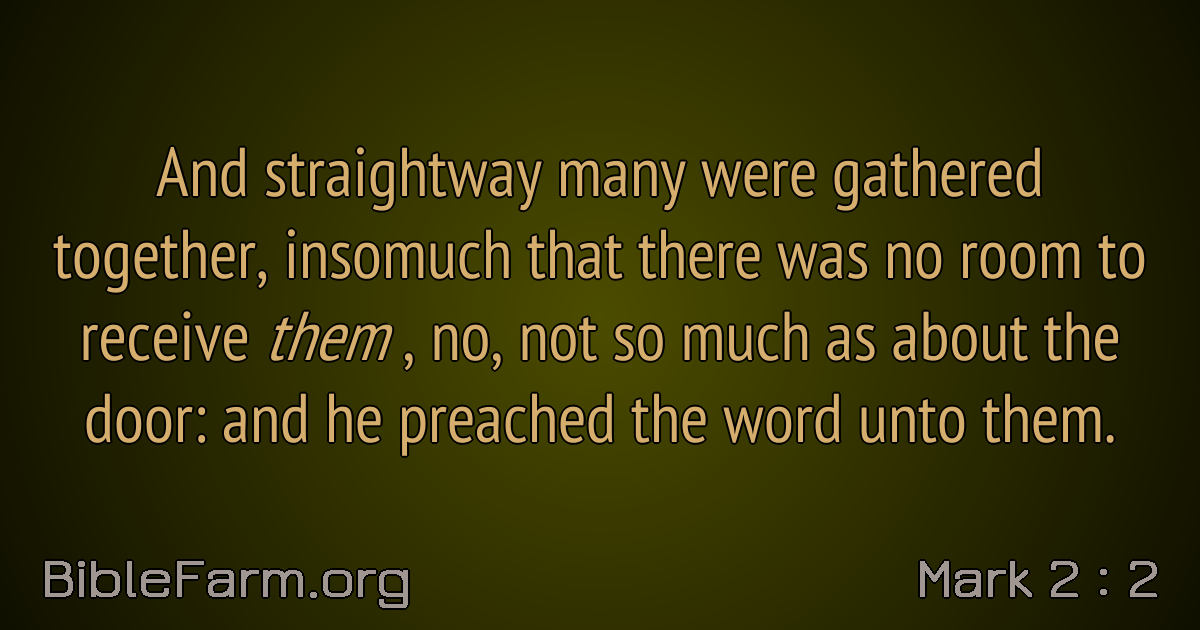 And straightway many were gathered
together, insomuch that there was no room to
receive them , no, not so much as about the
door: and he preached the word unto them.
BibleFarm.org
Mark 2 : 2